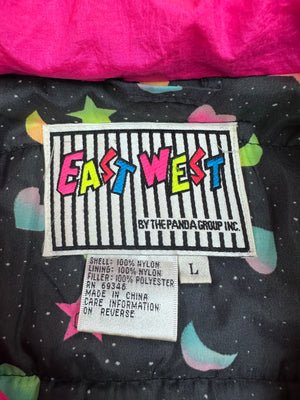 EAST WEST
BY THE PANDA GROUP INC.
SHELL: 100% NYLON
LINING: 100% NYLON
FILLER: 100% POLYESTER
RN 69346
MADE IN CHINA
CARE INFORMATION
ON REVERSE
L